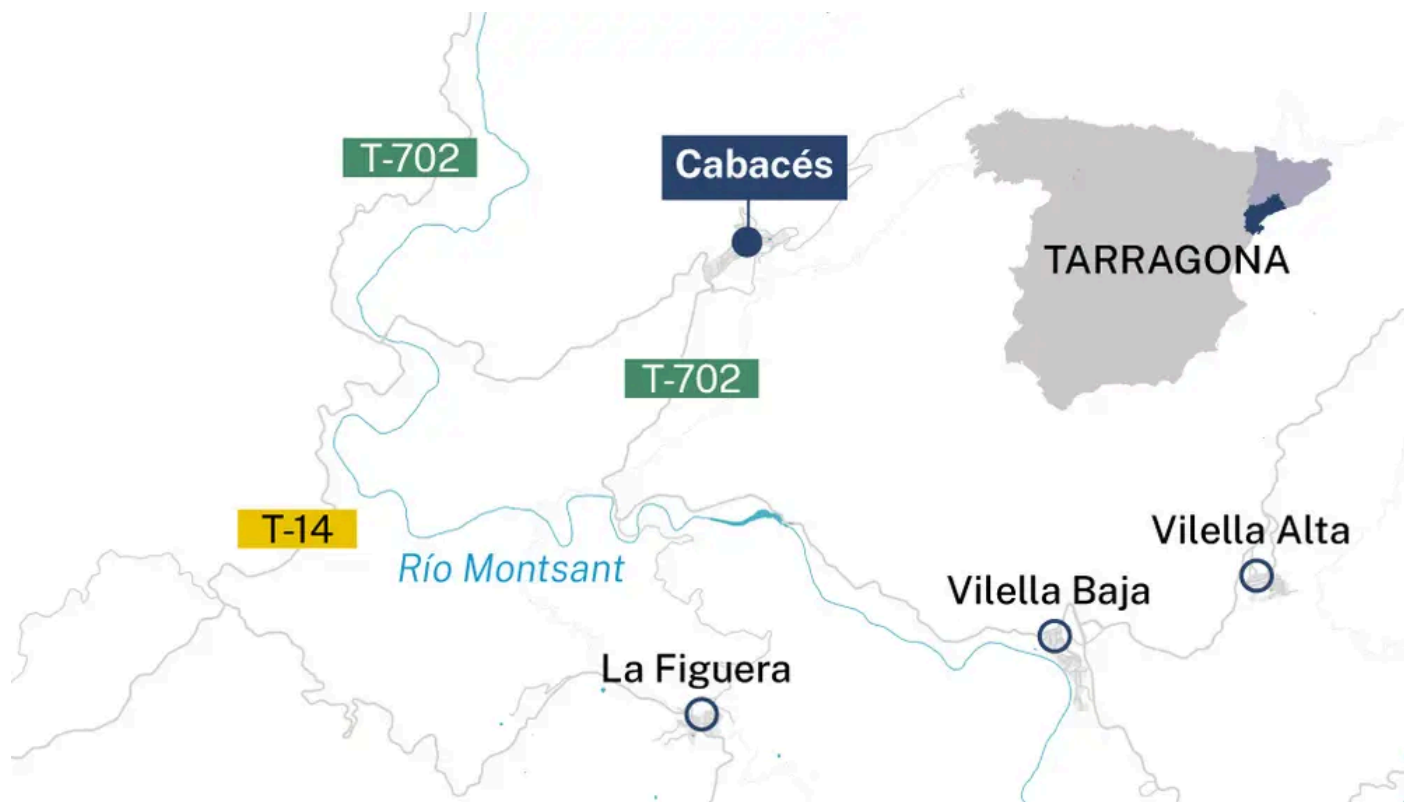 T-702
Cabacés
TARRAGONA
T-702
T-14
Río Montsant
Vilella Alta
Vilella Baja
La Figuera